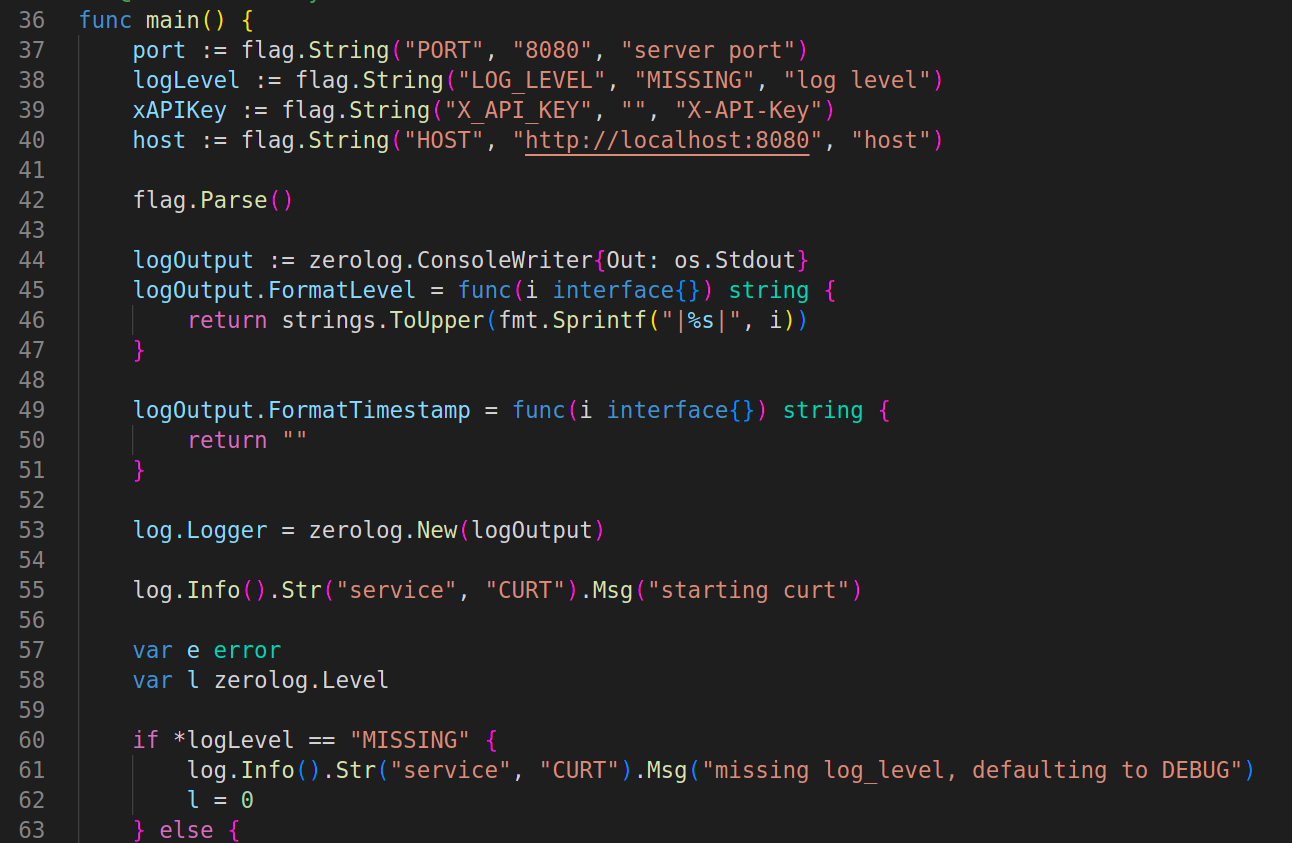 36 func main() {
37     port := flag.String("PORT", "8080", "server port")
38     logLevel := flag.String("LOG_LEVEL", "MISSING", "log level")
39     xAPIKey := flag.String("X_API_KEY", "", "X-API-Key")
40     host := flag.String("HOST", "http://localhost:8080", "host")
41
42     flag.Parse()
43
44     logOutput := zerolog.ConsoleWriter{Out: os.Stdout}
45     logOutput.FormatLevel = func(i interface{}) string {
46         return strings.ToUpper(fmt.Sprintf("|%s|", i))
47     }
48
49     logOutput.FormatTimestamp = func(i interface{}) string {
50         return ""
51     }
52
53     log.Logger = zerolog.New(logOutput)
54
55     log.Info().Str("service", "CURT").Msg("starting curt")
56
57     var e error
58     var l zerolog.Level
59
60     if *logLevel == "MISSING" {
61         log.Info().Str("service", "CURT").Msg("missing log_level, defaulting to DEBUG")
62         l = 0
63     } else {